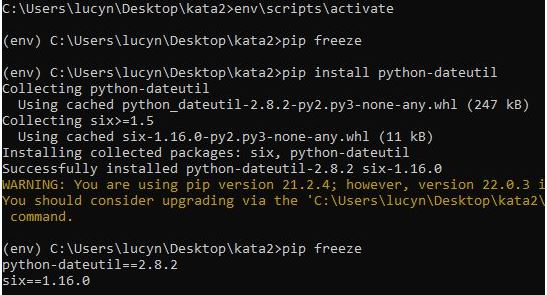 C:\Users\lucyn\Desktop\kata2>env\scripts\activate
(env) C:\Users\lucyn\Desktop\kata2>pip freeze
(env) C:\Users\lucyn\Desktop\kata2>pip install python-dateutil
Collecting python-dateutil
  Using cached python_dateutil-2.8.2-py2.py3-none-any.whl (247 kB)
Collecting six>=1.5
  Using cached six-1.16.0-py2.py3-none-any.whl (11 kB)
Installing collected packages: six, python-dateutil
Successfully installed python-dateutil-2.8.2 six-1.16.0
WARNING: You are using pip version 21.2.4; however, version 22.0.3 i
You should consider upgrading via the 'C:\Users\lucyn\Desktop\kata2\
 command.
(env) C:\Users\lucyn\Desktop\kata2>pip freeze
python-dateutil==2.8.2
six==1.16.0